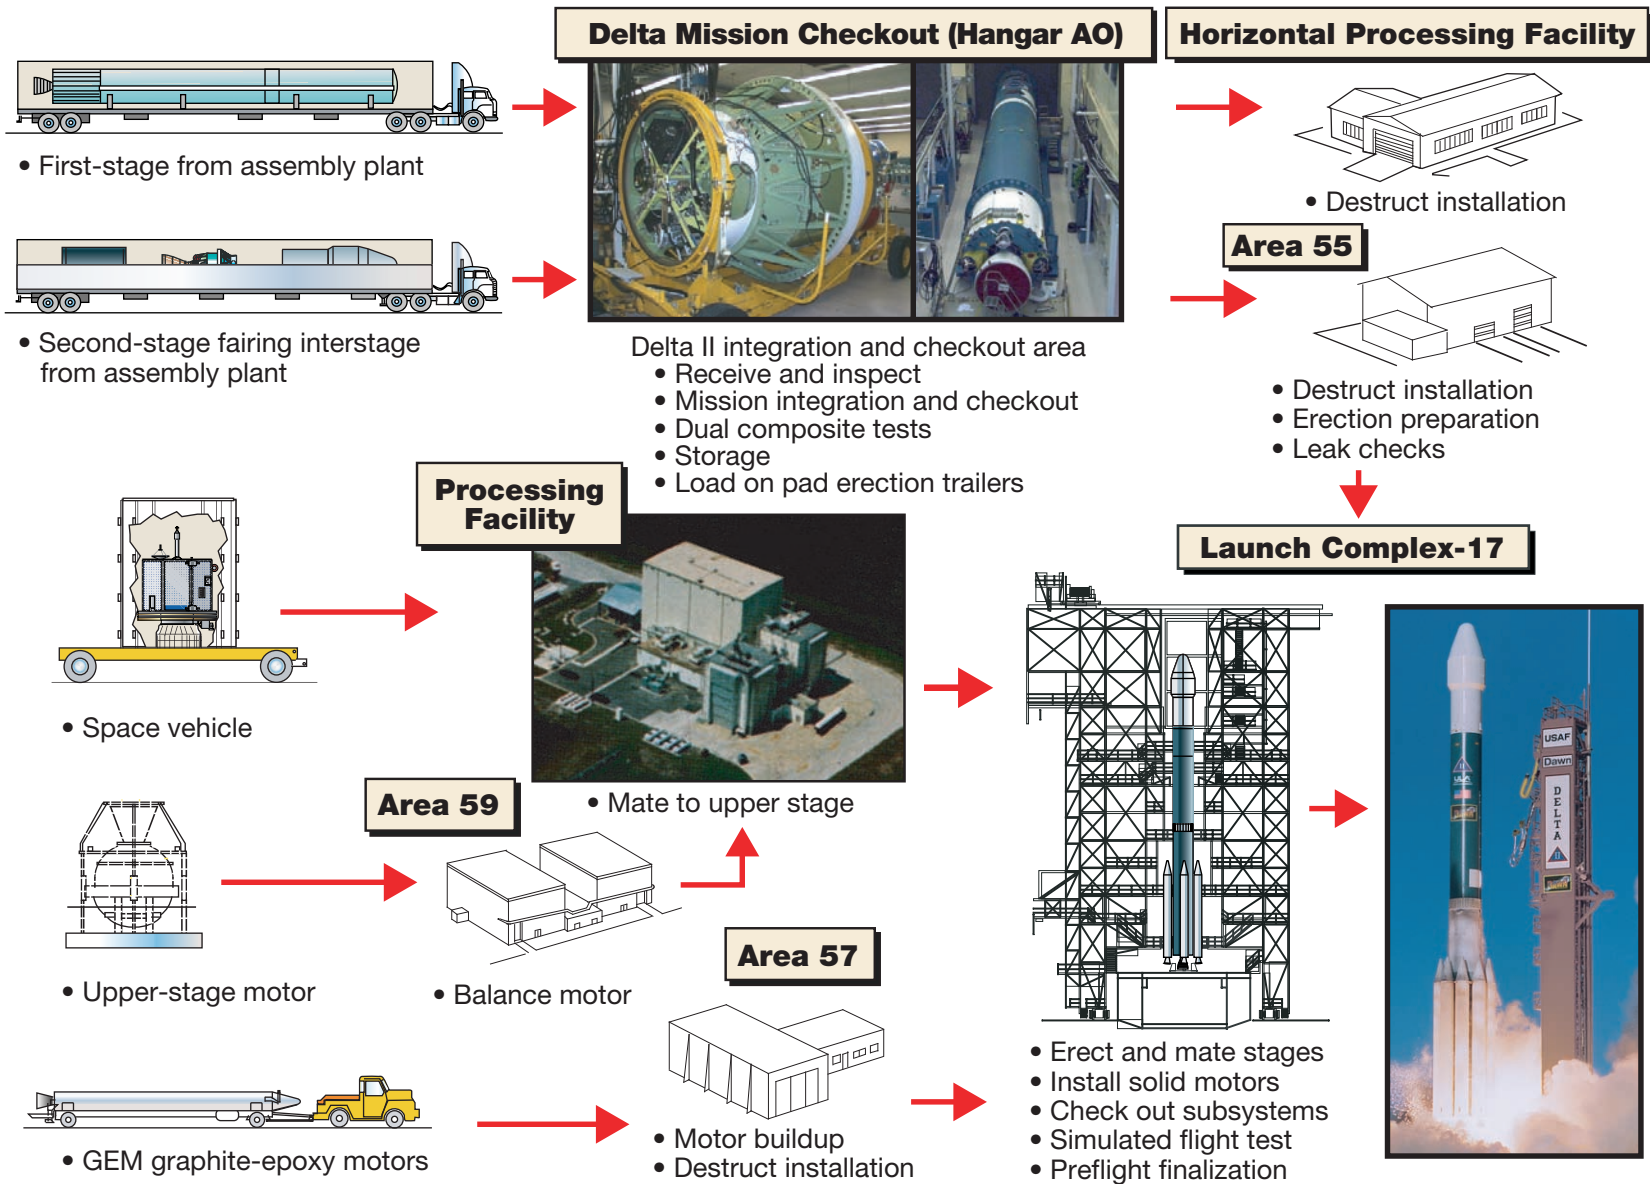 Delta Mission Checkout (Hangar AO)
Horizontal Processing Facility
• First-stage from assembly plant
• Destruct installation
Area 55
• Second-stage fairing interstage
from assembly plant
Delta II integration and checkout area
• Receive and inspect
• Mission integration and checkout
• Dual composite tests
• Storage
• Load on pad erection trailers
• Destruct installation
• Erection preparation
• Leak checks
Processing
Facility
Launch Complex-17
• Space vehicle
• Mate to upper stage
Area 59
• Upper-stage motor
• Balance motor
Area 57
• GEM graphite-epoxy motors
• Motor buildup
• Destruct installation
• Erect and mate stages
• Install solid motors
• Check out subsystems
• Simulated flight test
• Preflight finalization
USAF
Dawn
DELTA
II
II
ULA